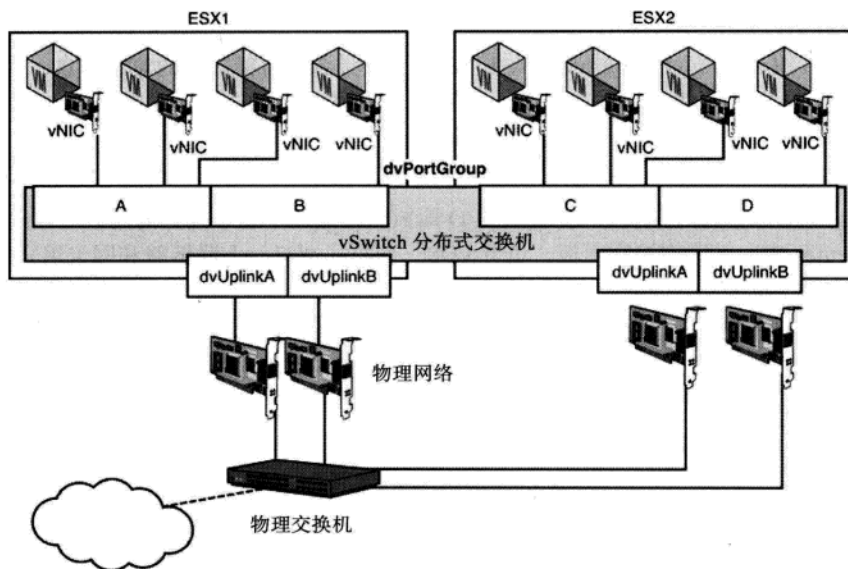 ESX1
ESX2
VM
VM
VM
VM
VM
VM
VM
VM
vNIC
vNIC
vNIC
vNIC
vNIC
vNIC
vNIC
vNIC
dvPortGroup
A
B
C
D
vSwitch 分布式交换机
dvUplinkA
dvUplinkB
dvUplinkA
dvUplinkB
物理网络
物理交换机